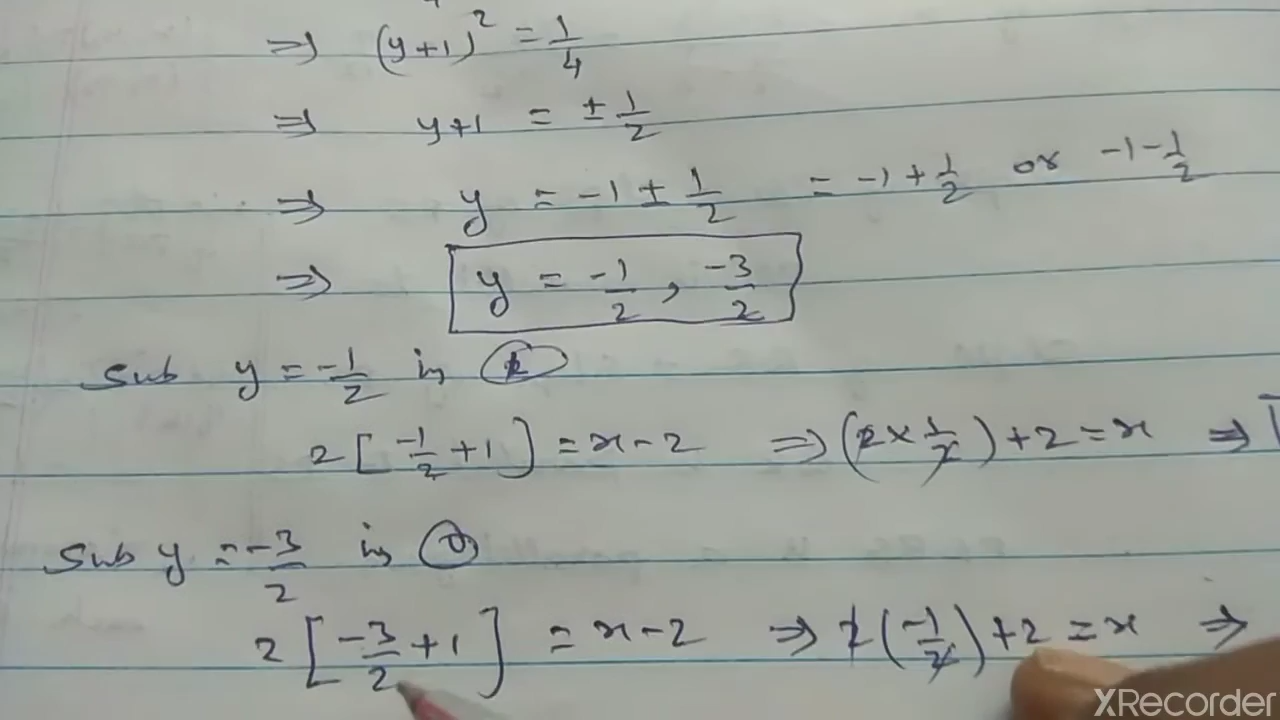 ⇒ (y+1)² = 1/4
⇒ y+1 = ± 1/2
⇒ y = -1 ± 1/2 = -1 + 1/2 or -1 - 1/2
⇒ y = -1/2 , -3/2
Sub y = -1/2 in
2 [ -1/2 + 1 ] = x - 2 ⇒ (2 × 1/2) + 2 = x ⇒
Sub y = -3/2 in
2 [ -3/2 + 1 ] = x - 2 ⇒ 2 ( -1/2 ) + 2 = x ⇒
XRecorder